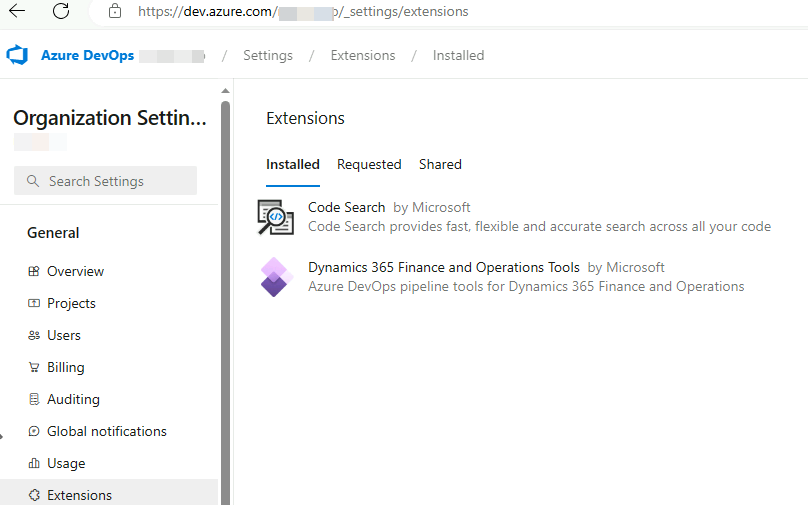 https://dev.azure.com/ /_settings/extensions
Azure DevOps / Settings / Extensions / Installed
Organization Settin...
Search Settings
General
Overview
Projects
Users
Billing
Auditing
Global notifications
Usage
Extensions
Extensions
Installed Requested Shared
Code Search by Microsoft
Code Search provides fast, flexible and accurate search across all your code
Dynamics 365 Finance and Operations Tools by Microsoft
Azure DevOps pipeline tools for Dynamics 365 Finance and Operations